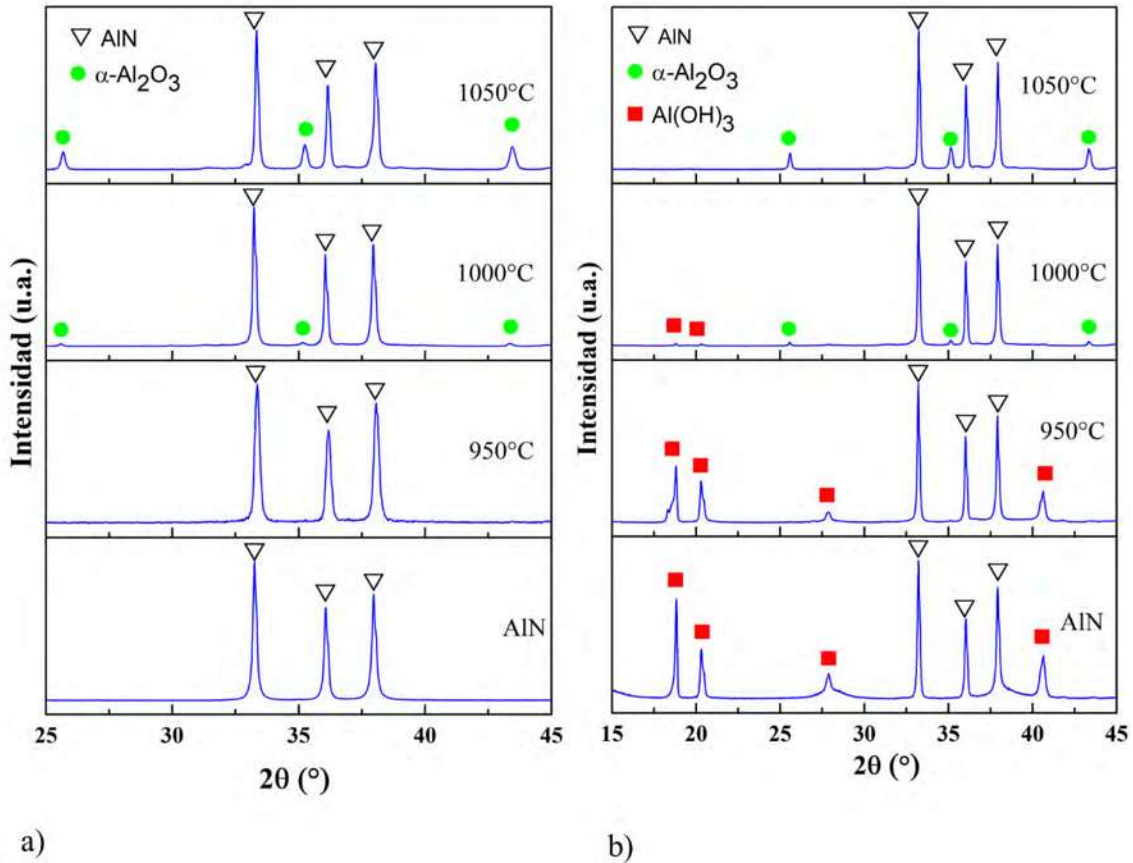 AlN
α-Al2O3
1050°C
1000°C
950°C
AlN
Intensidad (u.a.)
25 30 35 40 45
2θ (°)
a)
AlN
α-Al2O3
Al(OH)3
1050°C
1000°C
950°C
AlN
Intensidad (u.a.)
15 20 25 30 35 40 45
2θ (°)
b)